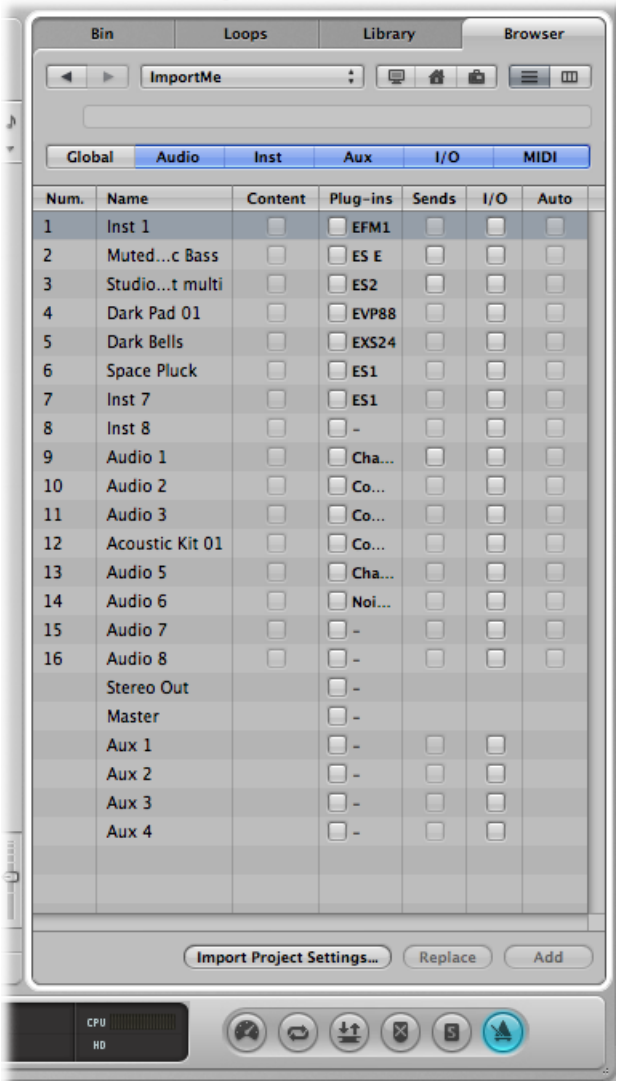 Bin Loops Library Browser
ImportMe
Global Audio Inst Aux I/O MIDI
Num. Name Content Plug-ins Sends I/O Auto
1 Inst 1 EFM1
2 Muted...c Bass ES E
3 Studio...t multi ES2
4 Dark Pad 01 EVP88
5 Dark Bells EXS24
6 Space Pluck ES1
7 Inst 7 ES1
8 Inst 8 -
9 Audio 1 Cha...
10 Audio 2 Co...
11 Audio 3 Co...
12 Acoustic Kit 01 Co...
13 Audio 5 Cha...
14 Audio 6 Noi...
15 Audio 7 -
16 Audio 8 -
Stereo Out -
Master -
Aux 1 -
Aux 2 -
Aux 3 -
Aux 4 -
Import Project Settings... Replace Add
CPU
HD
S